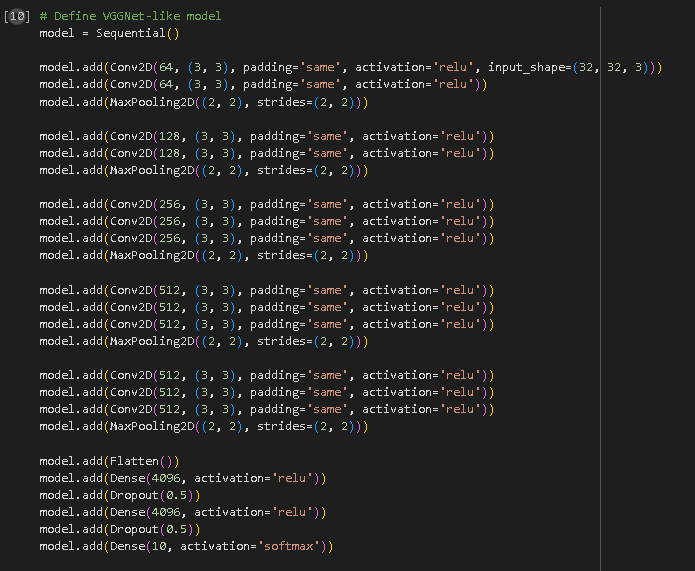 [10] # Define VGGNet-like model
model = Sequential()
model.add(Conv2D(64, (3, 3), padding='same', activation='relu', input_shape=(32, 32, 3)))
model.add(Conv2D(64, (3, 3), padding='same', activation='relu'))
model.add(MaxPooling2D((2, 2), strides=(2, 2)))
model.add(Conv2D(128, (3, 3), padding='same', activation='relu'))
model.add(Conv2D(128, (3, 3), padding='same', activation='relu'))
model.add(MaxPooling2D((2, 2), strides=(2, 2)))
model.add(Conv2D(256, (3, 3), padding='same', activation='relu'))
model.add(Conv2D(256, (3, 3), padding='same', activation='relu'))
model.add(Conv2D(256, (3, 3), padding='same', activation='relu'))
model.add(MaxPooling2D((2, 2), strides=(2, 2)))
model.add(Conv2D(512, (3, 3), padding='same', activation='relu'))
model.add(Conv2D(512, (3, 3), padding='same', activation='relu'))
model.add(Conv2D(512, (3, 3), padding='same', activation='relu'))
model.add(MaxPooling2D((2, 2), strides=(2, 2)))
model.add(Conv2D(512, (3, 3), padding='same', activation='relu'))
model.add(Conv2D(512, (3, 3), padding='same', activation='relu'))
model.add(Conv2D(512, (3, 3), padding='same', activation='relu'))
model.add(MaxPooling2D((2, 2), strides=(2, 2)))
model.add(Flatten())
model.add(Dense(4096, activation='relu'))
model.add(Dropout(0.5))
model.add(Dense(4096, activation='relu'))
model.add(Dropout(0.5))
model.add(Dense(10, activation='softmax'))